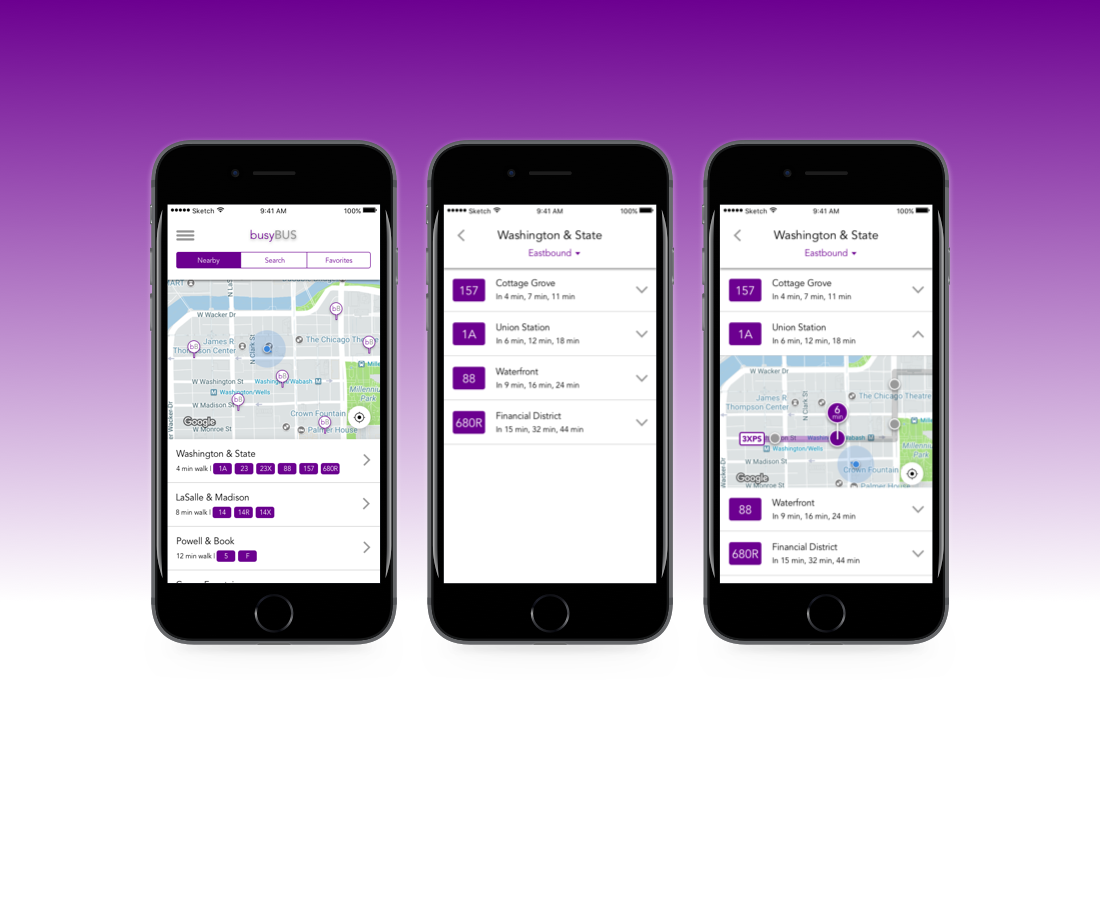 ●●●●● Sketch 9:41 AM 100%
busyBUS
Nearby Search Favorites
W Wacker Dr
bB
James R
Thompson Center
N Clark St
The Chicago Theatre
W Washington St
Washington/Wabash
Washington/Wells
W Madison St
Millennium
Park
Crown Fountain
W Monroe St
Palmer House
Google
Washington & State
4 min walk | 1A 23 23X 88 157 680R
LaSalle & Madison
8 min walk | 14 14R 14X
Powell & Book
12 min walk | 5 F
●●●●● Sketch 9:41 AM 100%
Washington & State
Eastbound
157 Cottage Grove
In 4 min, 7 min, 11 min
1A Union Station
In 6 min, 12 min, 18 min
88 Waterfront
In 9 min, 16 min, 24 min
680R Financial District
In 15 min, 32 min, 44 min
●●●●● Sketch 9:41 AM 100%
Washington & State
Eastbound
157 Cottage Grove
In 4 min, 7 min, 11 min
1A Union Station
In 6 min, 12 min, 18 min
W Wacker Dr
James R
Thompson Center
N Clark St
The Chicago Theatre
6
min
3XPS
Washington/Wells
W Madison St
Millennium
Park
Crown Fountain
Google
Palmer House
88 Waterfront
In 9 min, 16 min, 24 min
680R Financial District
In 15 min, 32 min, 44 min